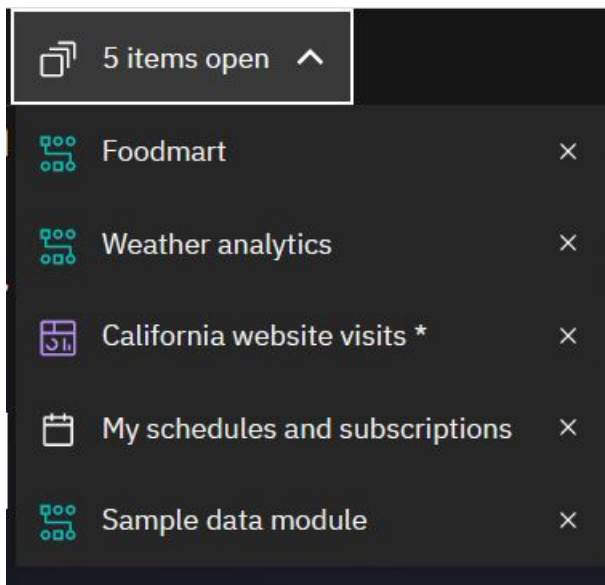 5 items open
Foodmart
Weather analytics
California website visits *
My schedules and subscriptions
Sample data module